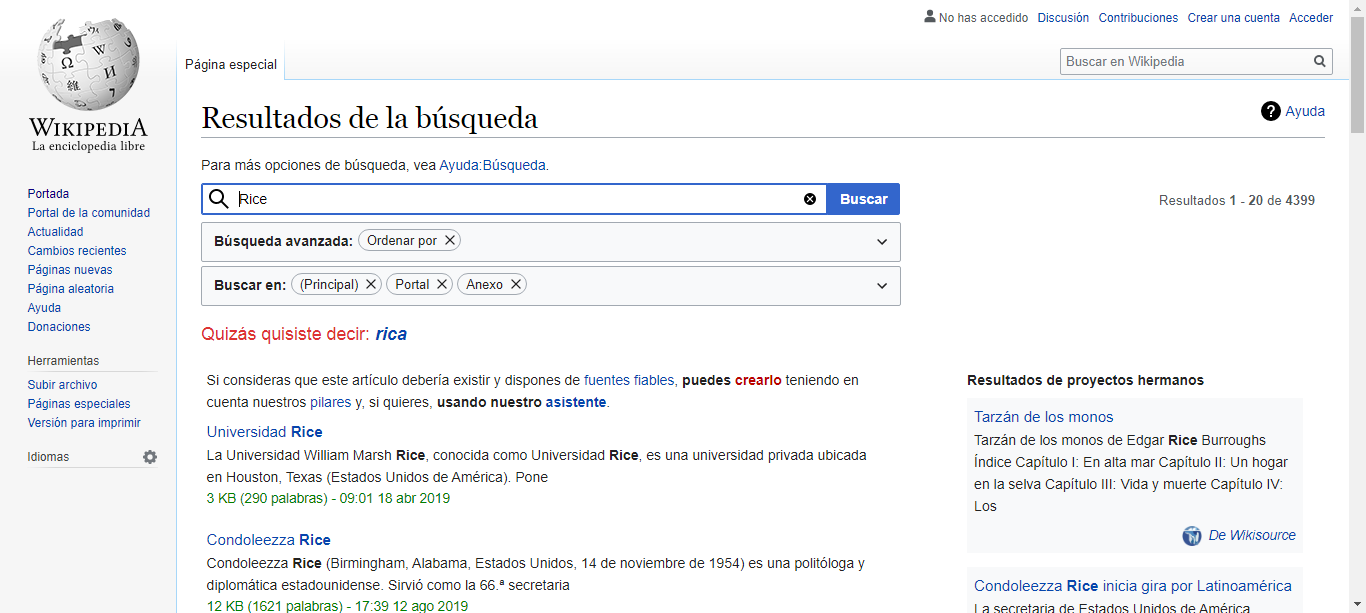 No has accedido Discusión Contribuciones Crear una cuenta Acceder
WIKIPEDIA
La enciclopedia libre
Página especial
Buscar en Wikipedia
Portada
Portal de la comunidad
Actualidad
Cambios recientes
Páginas nuevas
Página aleatoria
Ayuda
Donaciones
Herramientas
Subir archivo
Páginas especiales
Versión para imprimir
Idiomas
Resultados de la búsqueda
Ayuda
Para más opciones de búsqueda, vea Ayuda:Búsqueda.
Rice
Buscar
Resultados 1 - 20 de 4399
Búsqueda avanzada: Ordenar por
Buscar en: (Principal) Portal Anexo
Quizás quisiste decir: rica
Si consideras que este artículo debería existir y dispones de fuentes fiables, puedes crearlo teniendo en
cuenta nuestros pilares y, si quieres, usando nuestro asistente.
Universidad Rice
La Universidad William Marsh Rice, conocida como Universidad Rice, es una universidad privada ubicada
en Houston, Texas (Estados Unidos de América). Pone
3 KB (290 palabras) - 09:01 18 abr 2019
Condoleezza Rice
Condoleezza Rice (Birmingham, Alabama, Estados Unidos, 14 de noviembre de 1954) es una politóloga y
diplomática estadounidense. Sirvió como la 66.ª secretaria
12 KB (1621 palabras) - 17:39 12 ago 2019
Resultados de proyectos hermanos
Tarzán de los monos
Tarzán de los monos de Edgar Rice Burroughs
Índice Capítulo I: En alta mar Capítulo II: Un hogar
en la selva Capítulo III: Vida y muerte Capítulo IV:
Los
De Wikisource
Condoleezza Rice inicia gira por Latinoamérica
La secretaria de Estados Unidos de América